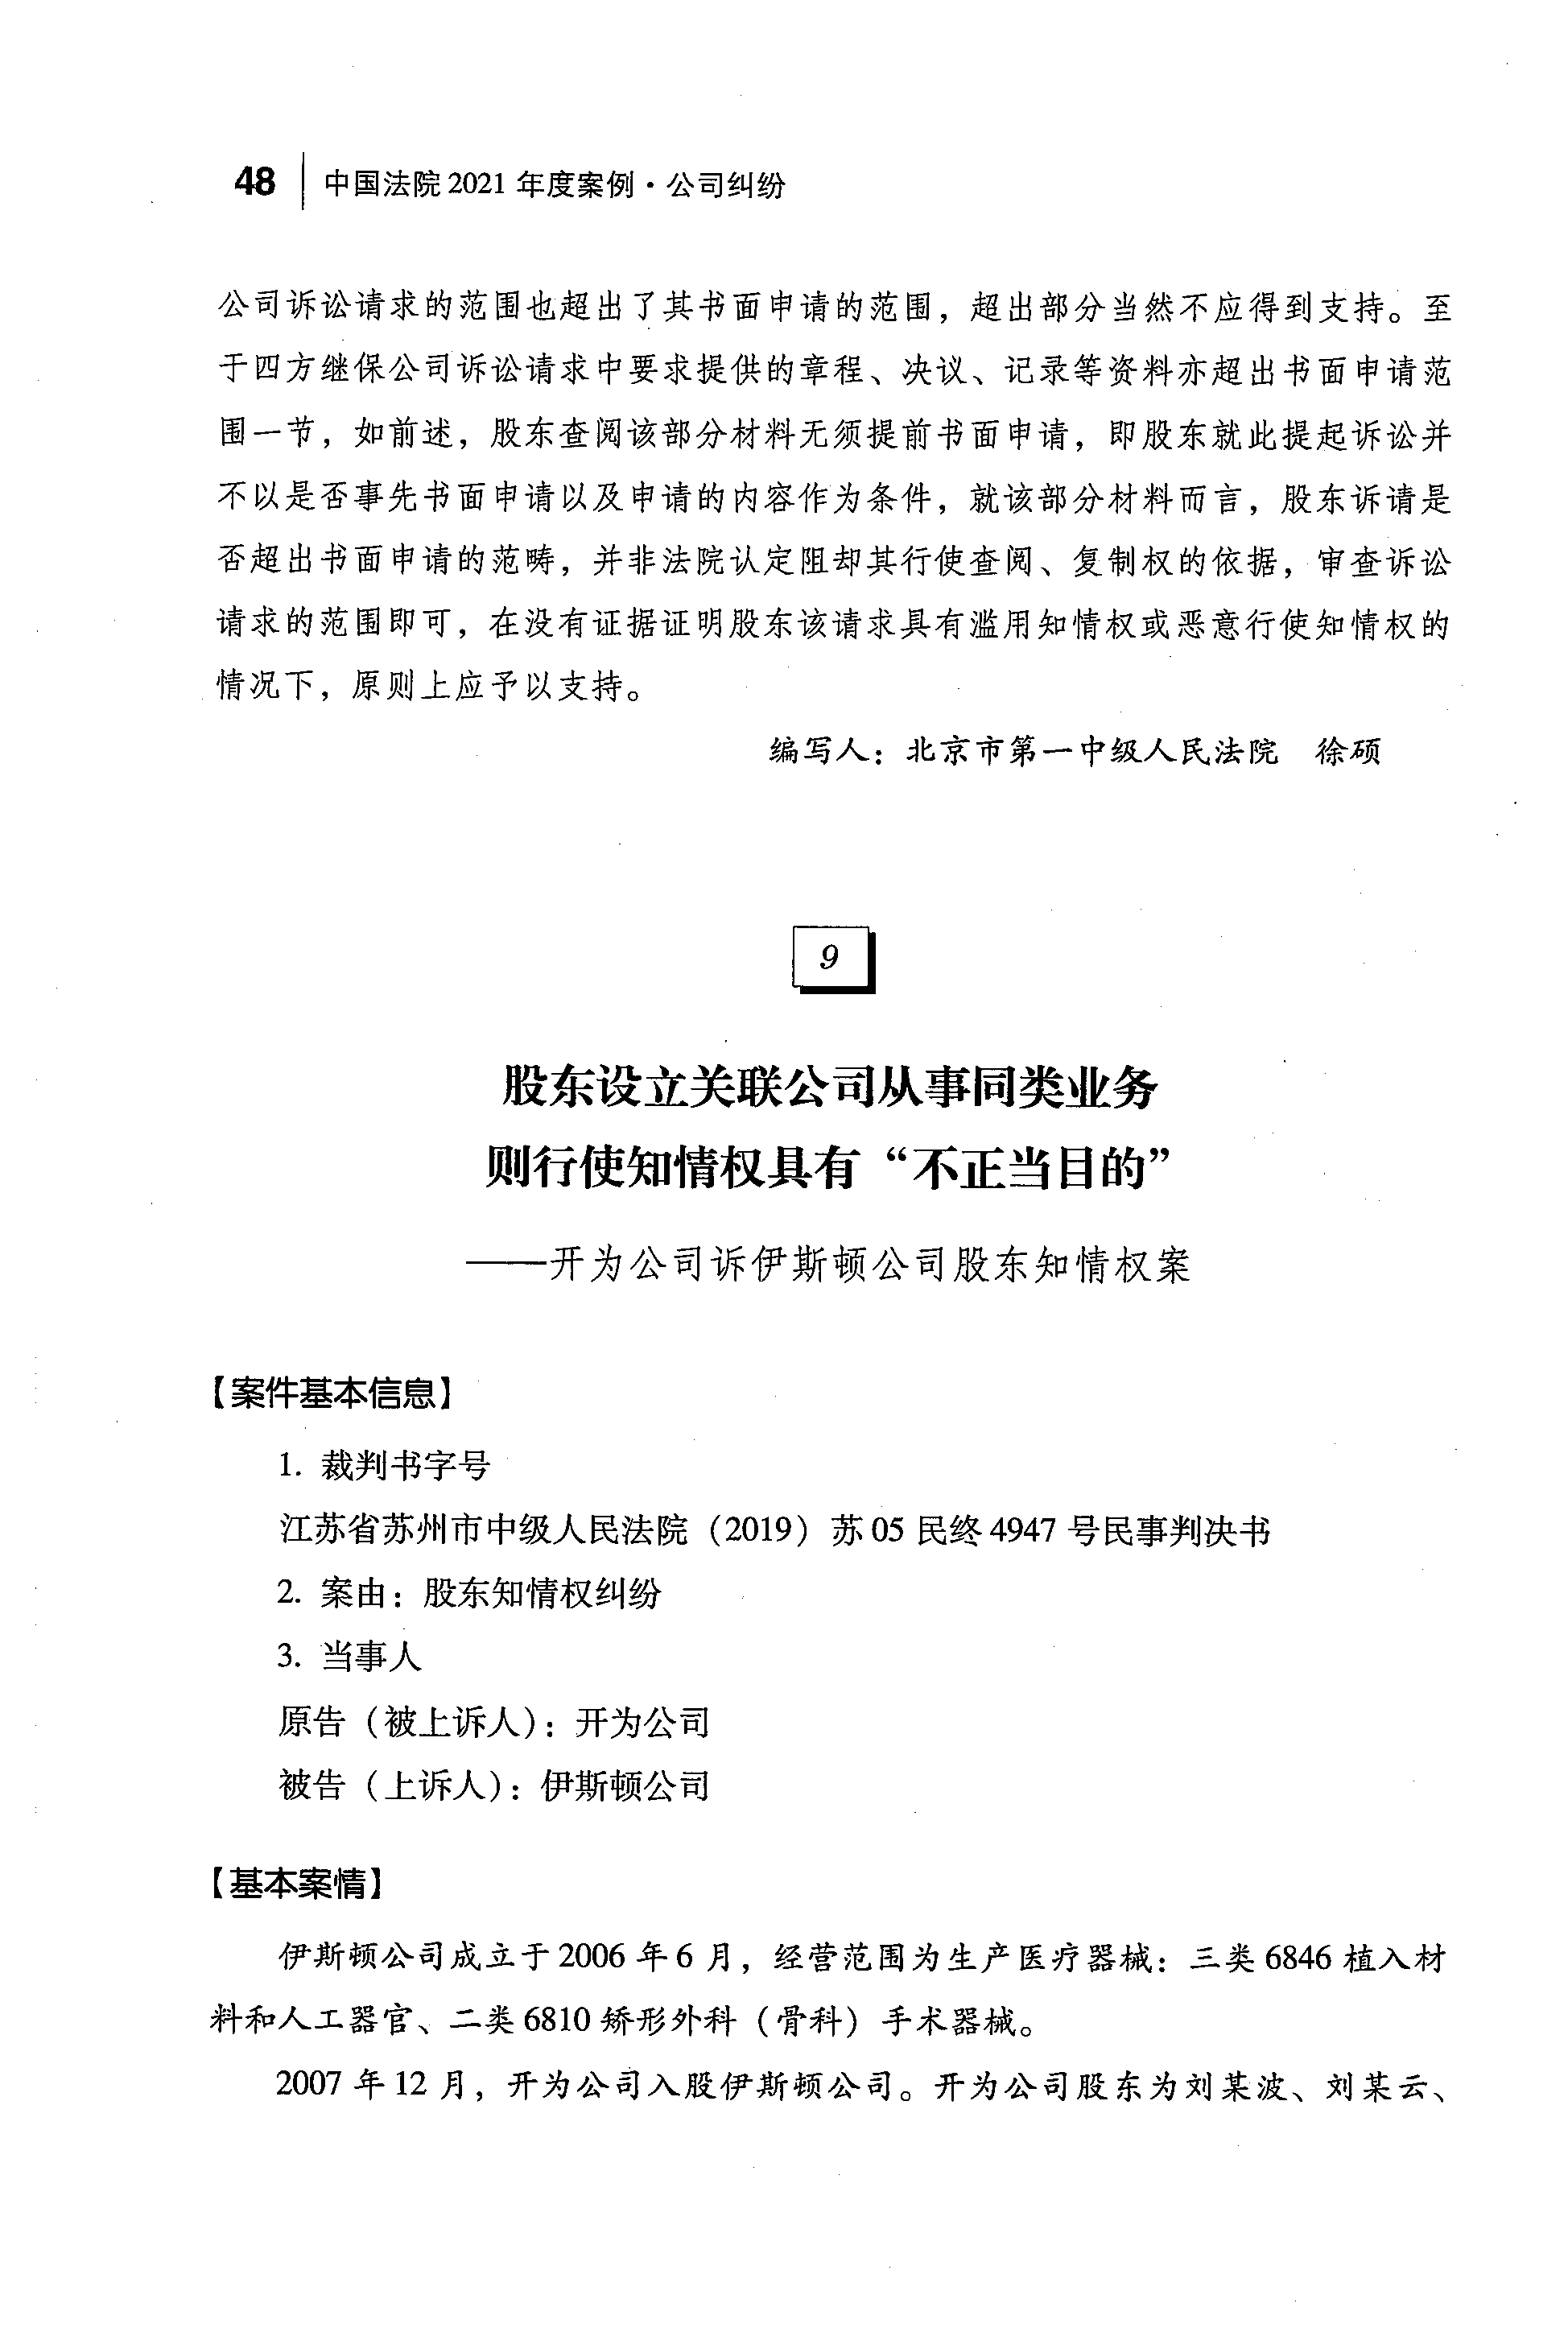 48 中国法院2021年度案例·公司纠纷
公司诉讼请求的范围也超出了其书面申请的范围，超出部分当然不应得到支持。至
于四方继保公司诉讼请求中要求提供的章程、决议、记录等资料亦超出书面申请范
围一节，如前述，股东查阅该部分材料无须提前书面申请，即股东就此提起诉讼并
不以是否事先书面申请以及申请的内容作为条件，就该部分材料而言，股东诉请是
否超出书面申请的范畴，并非法院认定阻却其行使查阅、复制权的依据，审查诉讼
请求的范围即可，在没有证据证明股东该请求具有滥用知情权或恶意行使知情权的
情况下，原则上应予以支持。
编写人：北京市第一中级人民法院 徐硕
9
股东设立关联公司从事同类业务
则行使知情权具有“不正当目的”
——开为公司诉伊斯顿公司股东知情权案
【案件基本信息】
1. 裁判书字号
江苏省苏州市中级人民法院（2019）苏05民终4947号民事判决书
2. 案由：股东知情权纠纷
3. 当事人
原告（被上诉人）：开为公司
被告（上诉人）：伊斯顿公司
【基本案情】
伊斯顿公司成立于2006年6月，经营范围为生产医疗器械：三类6846植入材
料和人工器官、二类6810矫形外科（骨科）手术器械。
2007年12月，开为公司入股伊斯顿公司。开为公司股东为刘某波、刘某云、